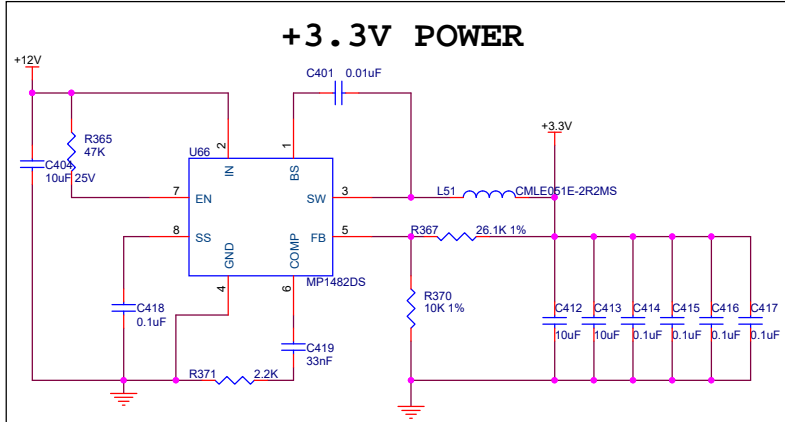 +3.3V POWER
+12V
C401 0.01uF
+3.3V
R365
47K
U66
2
1
C404
10uF 25V
IN
BS
7
EN
SW
3
L51
CMLE051E-2R2MS
8
SS
FB
5
R367
26.1K 1%
GND
COMP
MP1482DS
4
6
C418
0.1uF
R370
10K 1%
C412
10uF
C413
10uF
C414
0.1uF
C415
0.1uF
C416
0.1uF
C417
0.1uF
C419
33nF
R371
2.2K